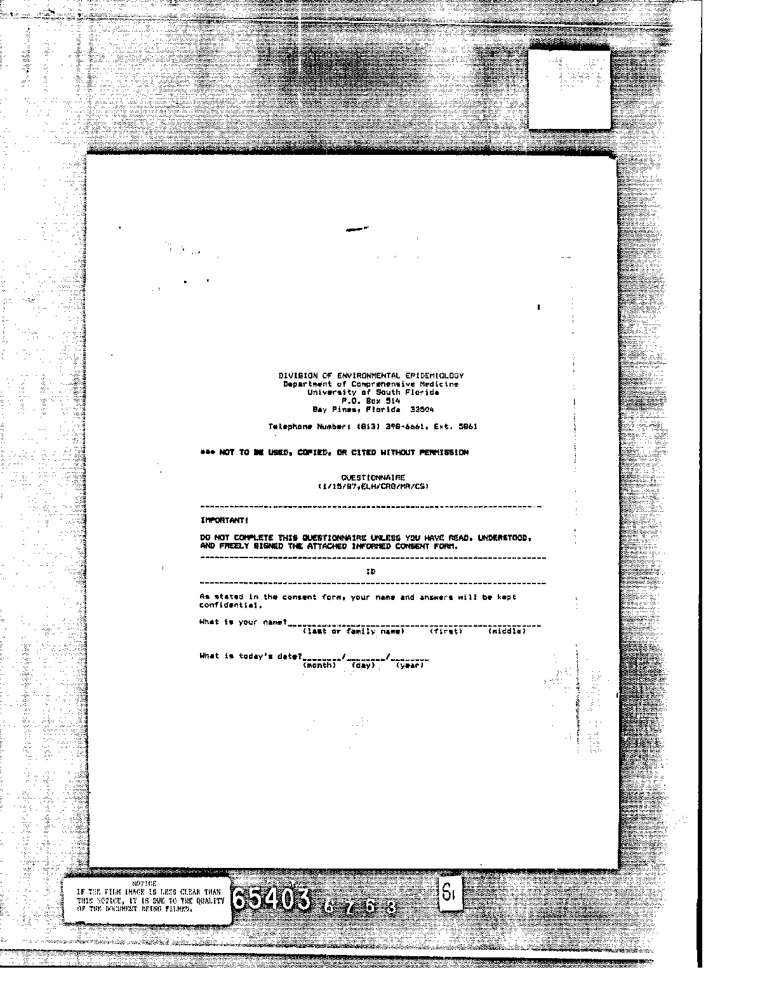 DIVISION OF ENVIRONMENTAL EPIDEMIOLOGY
Department of Comprehensive Medicine
University of South Florida
P.O. Box 514
Bay Pines, Florida 33504
Telephone Number: (813) 398-6661, Ext. 5861
*** NOT TO BE USED, COPIED, OR CITED WITHOUT PERMISSION
QUESTIONNAIRE
(1/15/87,ELH/CRG/MR/CS)
IMPORTANT!
DO NOT COMPLETE THIS QUESTIONNAIRE UNLESS YOU HAVE READ, UNDERSTOOD,
AND FREELY SIGNED THE ATTACHED INFORMED CONSENT FORM.
ID
As stated in the consent form, your name and answers will be kept
confidential.
What is your name?
(last or family name) (first) (middle)
What is today's date?________/_______/_______
(month) (day) (year)
NOTICE
IF THE FILM IMAGE IS LESS CLEAR THAN
THIS NOTICE, IT IS DUE TO THE QUALITY
OF THE DOCUMENT BEING FILMED.
65403 6763